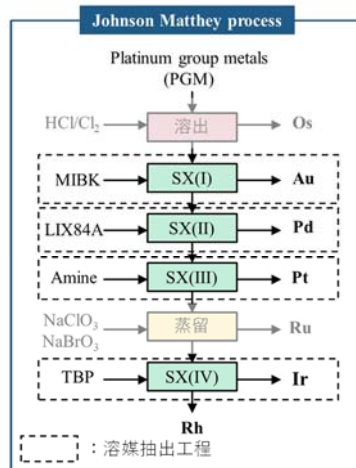 Johnson Matthey process
Platinum group metals
(PGM)
HCl/Cl2 溶出 Os
MIBK SX(I) Au
LIX84A SX(II) Pd
Amine SX(III) Pt
NaClO3
NaBrO3 蒸留 Ru
TBP SX(IV) Ir
Rh
：溶媒抽出工程